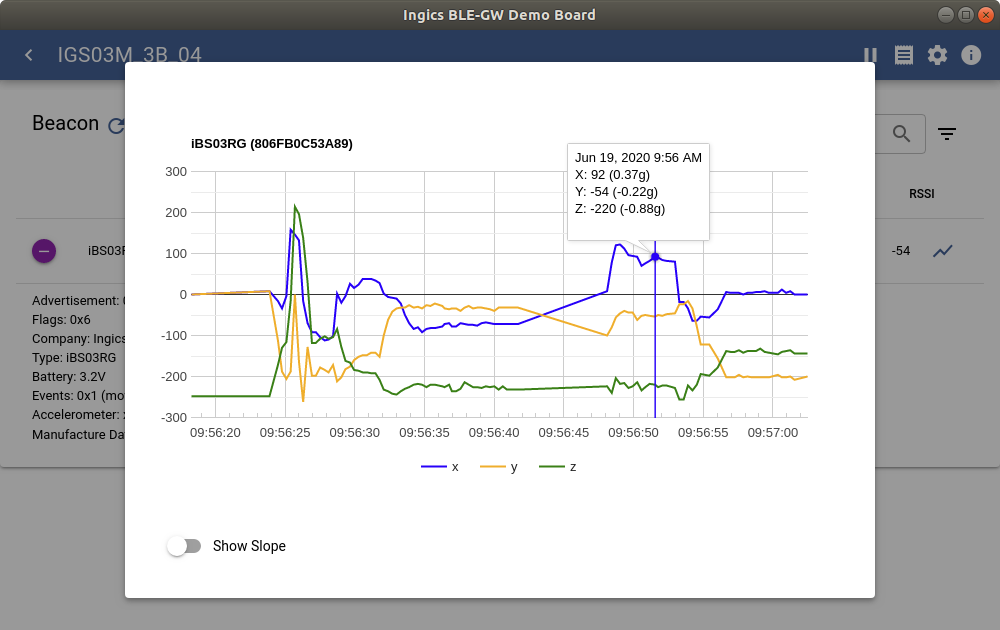 Ingics BLE-GW Demo Board
IGS03M_3B_04
Beacon
iBS03RG (806FB0C53A89)
Jun 19, 2020 9:56 AM
X: 92 (0.37g)
Y: -54 (-0.22g)
Z: -220 (-0.88g)
300
200
100
0
-100
-200
-300
09:56:20 09:56:25 09:56:30 09:56:35 09:56:40 09:56:45 09:56:50 09:56:55 09:57:00
x y z
Show Slope
RSSI
-54
Advertisement:
Flags: 0x6
Company: Ingics
Type: iBS03RG
Battery: 3.2V
Events: 0x1 (mo
Accelerometer:
Manufacture Da